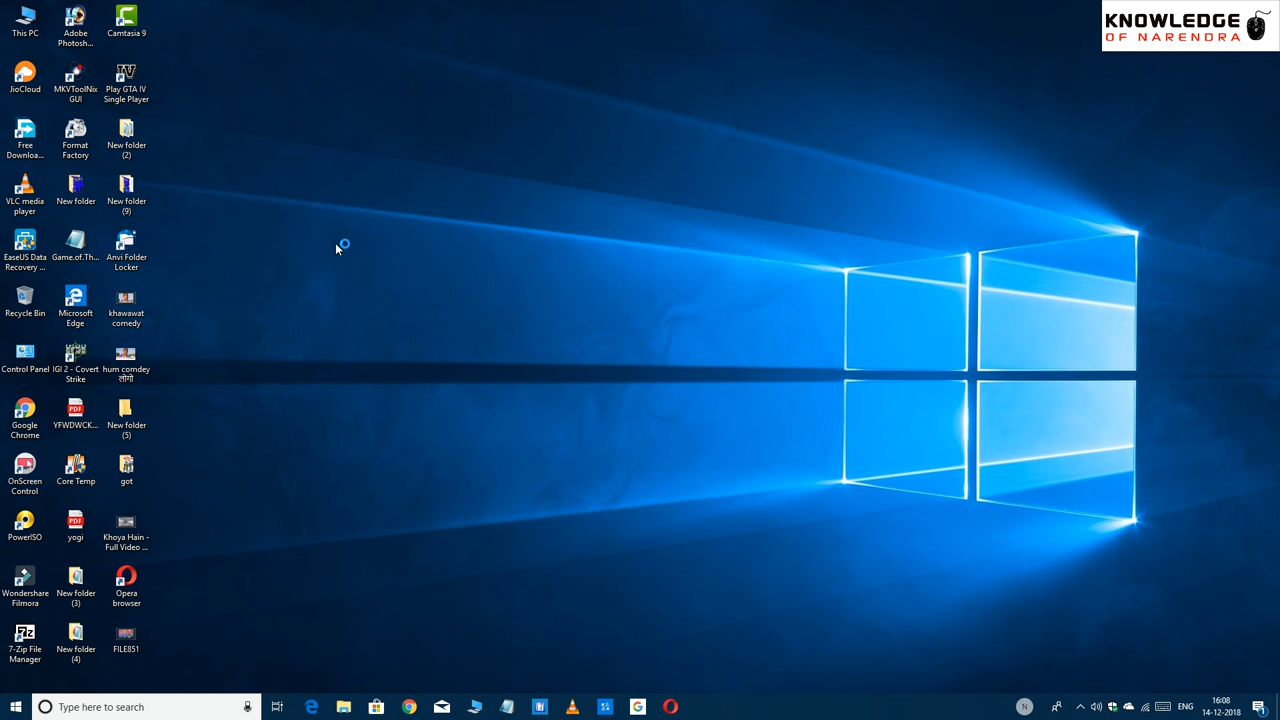 KNOWLEDGE
OF NARENDRA
This PC
Adobe
Photosh...
Camtasia 9
JioCloud
MKVToolNix
GUI
Play GTA IV
Single Player
Free
Downloa...
Format
Factory
New folder
(2)
VLC media
player
New folder
New folder
(9)
EaseUS Data
Recovery ...
Game.of.Th...
Anvi Folder
Locker
Recycle Bin
Microsoft
Edge
khawawat
comedy
Control Panel
IGI 2 - Covert
Strike
hum comdey
लोगो
Google
Chrome
YFWDWCK...
New folder
(5)
OnScreen
Control
Core Temp
got
PowerISO
yogi
Khoya Hain -
Full Video ...
Wondershare
Filmora
New folder
(3)
Opera
browser
7-Zip File
Manager
New folder
(4)
FILE851
Type here to search
N
ENG
16:08
14-12-2018
1